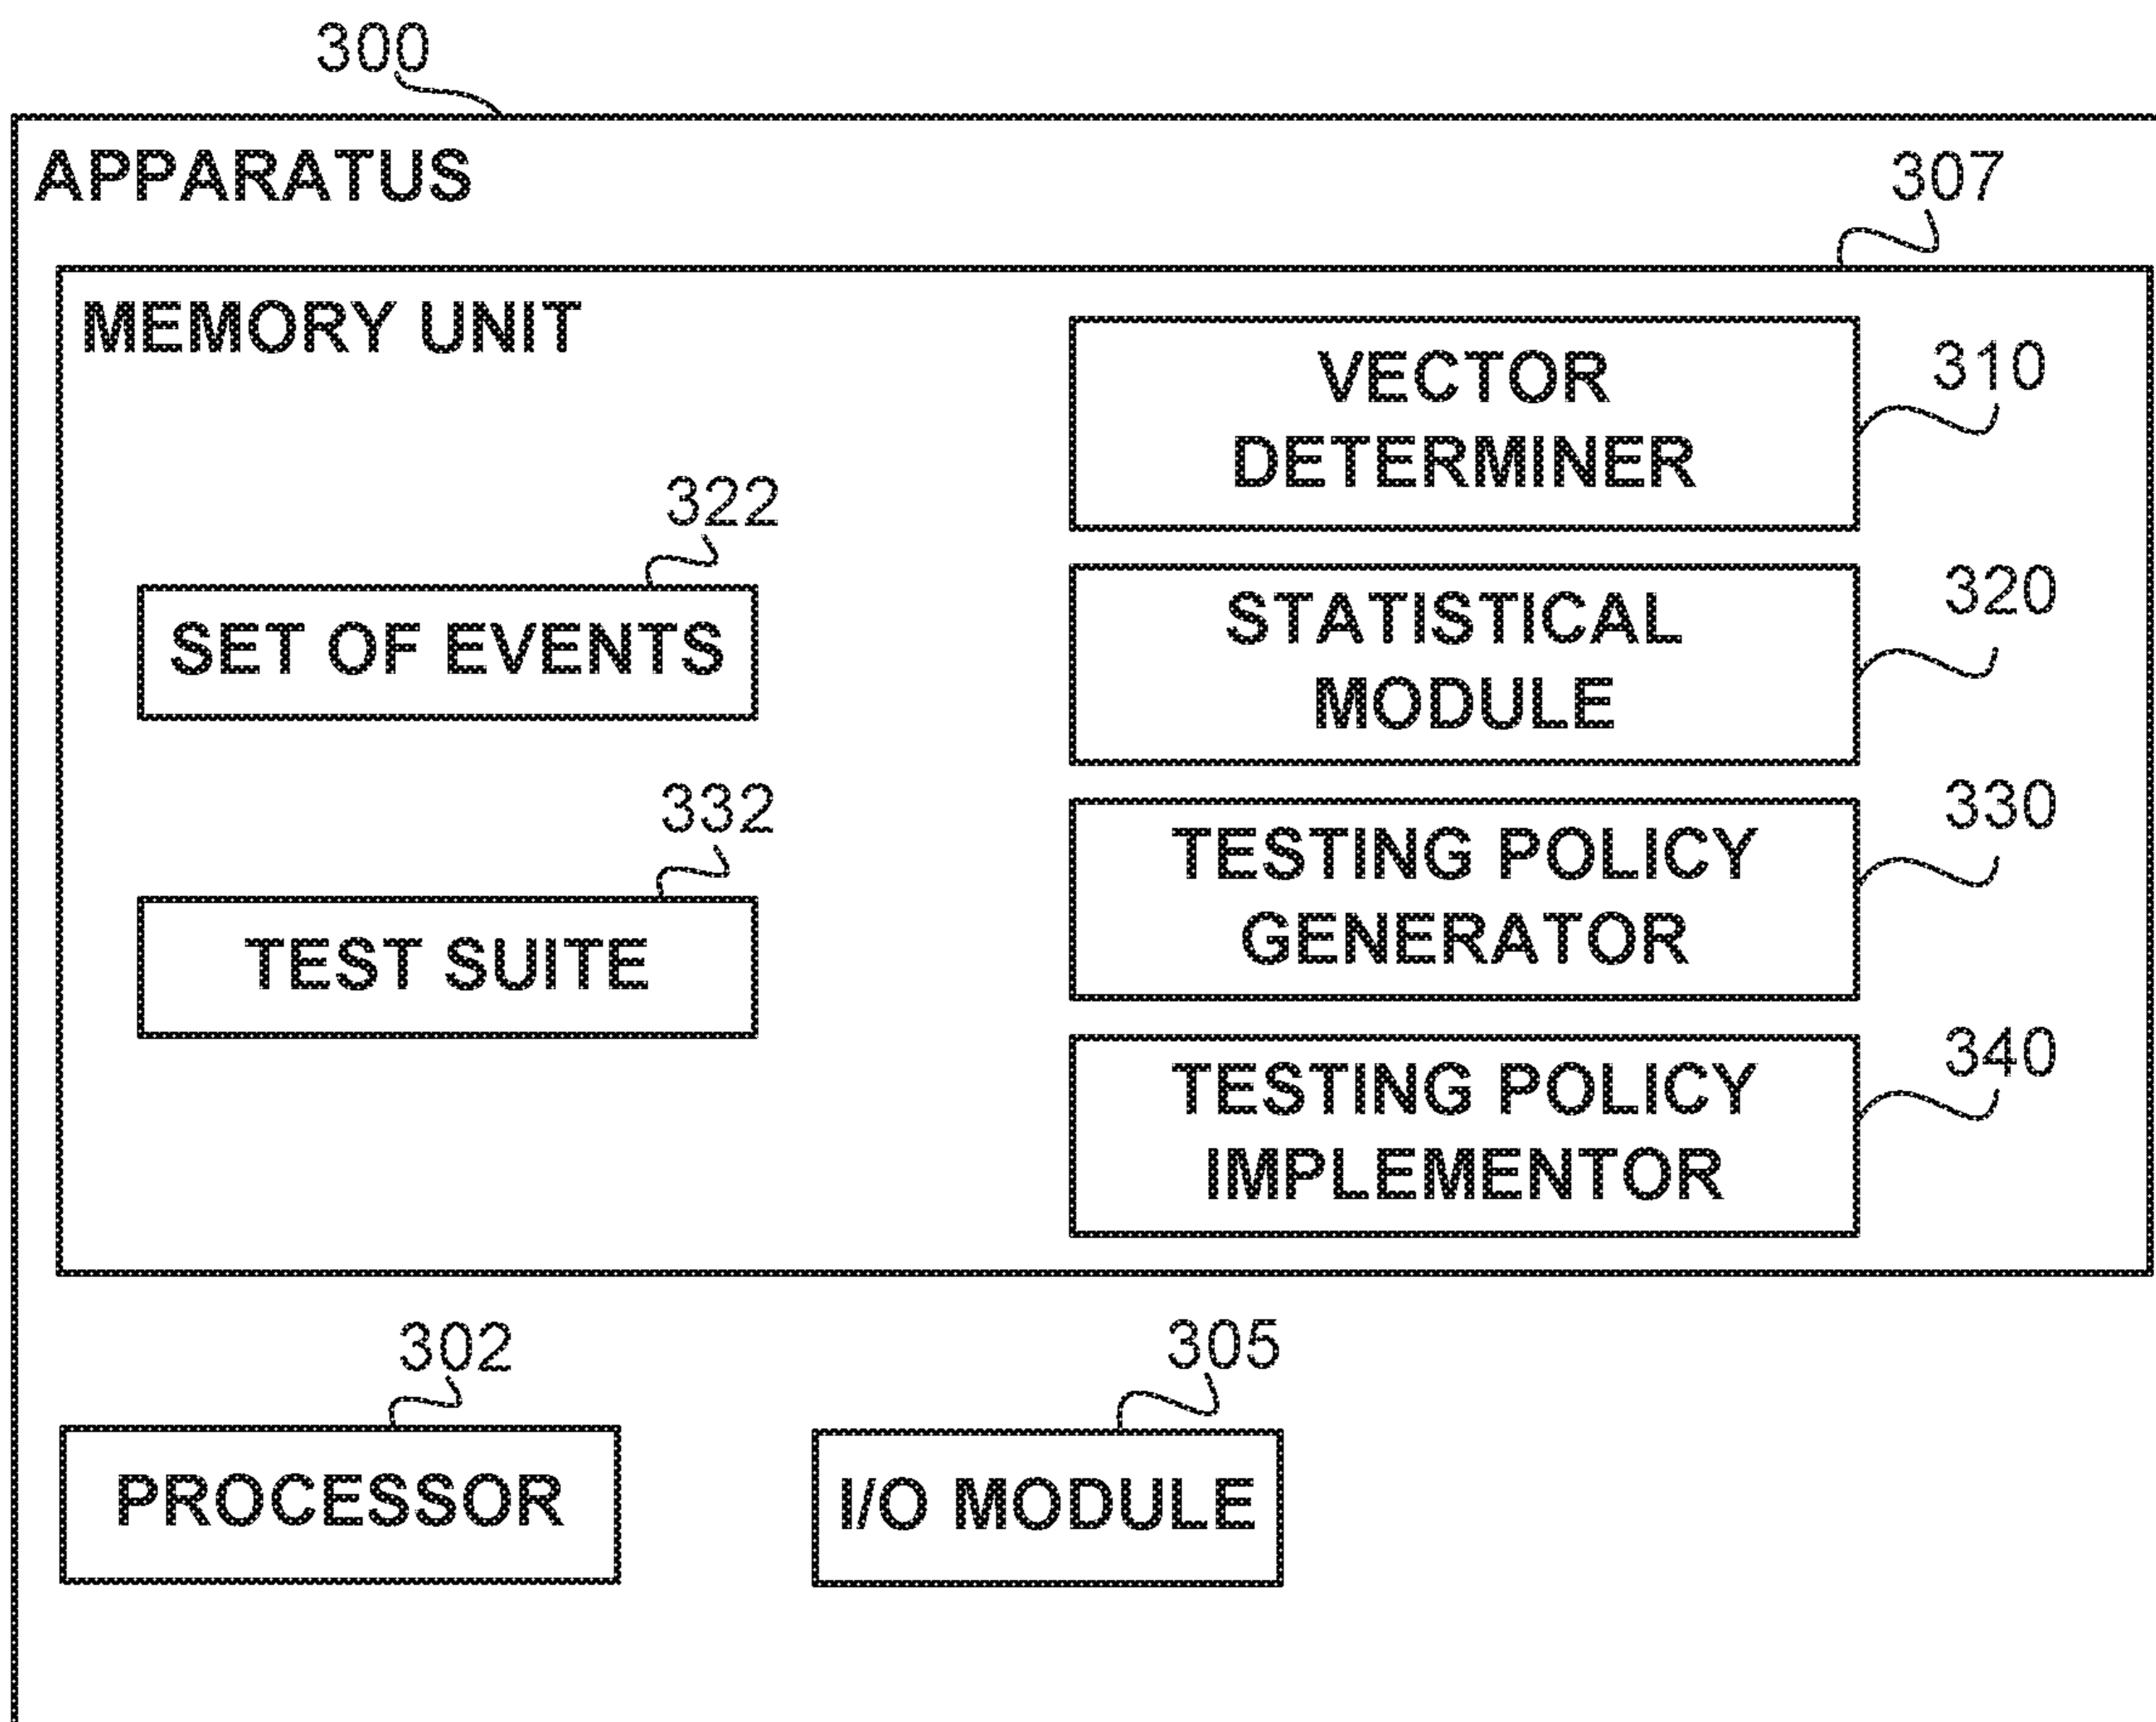 300
APPARATUS
307
MEMORY UNIT
VECTOR
DETERMINER
310
322
SET OF EVENTS
STATISTICAL
MODULE
320
332
TEST SUITE
TESTING POLICY
GENERATOR
330
TESTING POLICY
IMPLEMENTOR
340
302
PROCESSOR
305
I/O MODULE